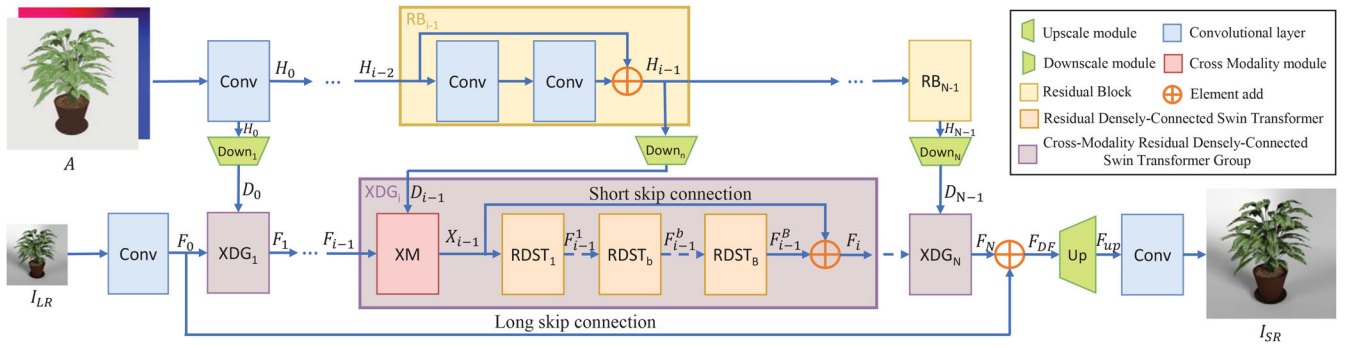 RB_{i-1}
Conv
H_0
...
H_{i-2}
Conv
Conv
H_{i-1}
...
RB_{N-1}
H_0
H_{N-1}
A
Down_1
Down_n
Down_N
D_0
XDG_i
D_{i-1}
Short skip connection
D_{N-1}
Conv
F_0
XDG_1
F_1
...
F_{i-1}
XM
X_{i-1}
RDST_1
F_{i-1}^1
RDST_b
F_{i-1}^b
RDST_B
F_{i-1}^B
F_i
XDG_N
F_N
F_{DF}
Up
F_{up}
Conv
I_{LR}
Long skip connection
I_{SR}
Upscale module
Convolutional layer
Downscale module
Cross Modality module
Residual Block
Element add
Residual Densely-Connected Swin Transformer
Cross-Modality Residual Densely-Connected
Swin Transformer Group